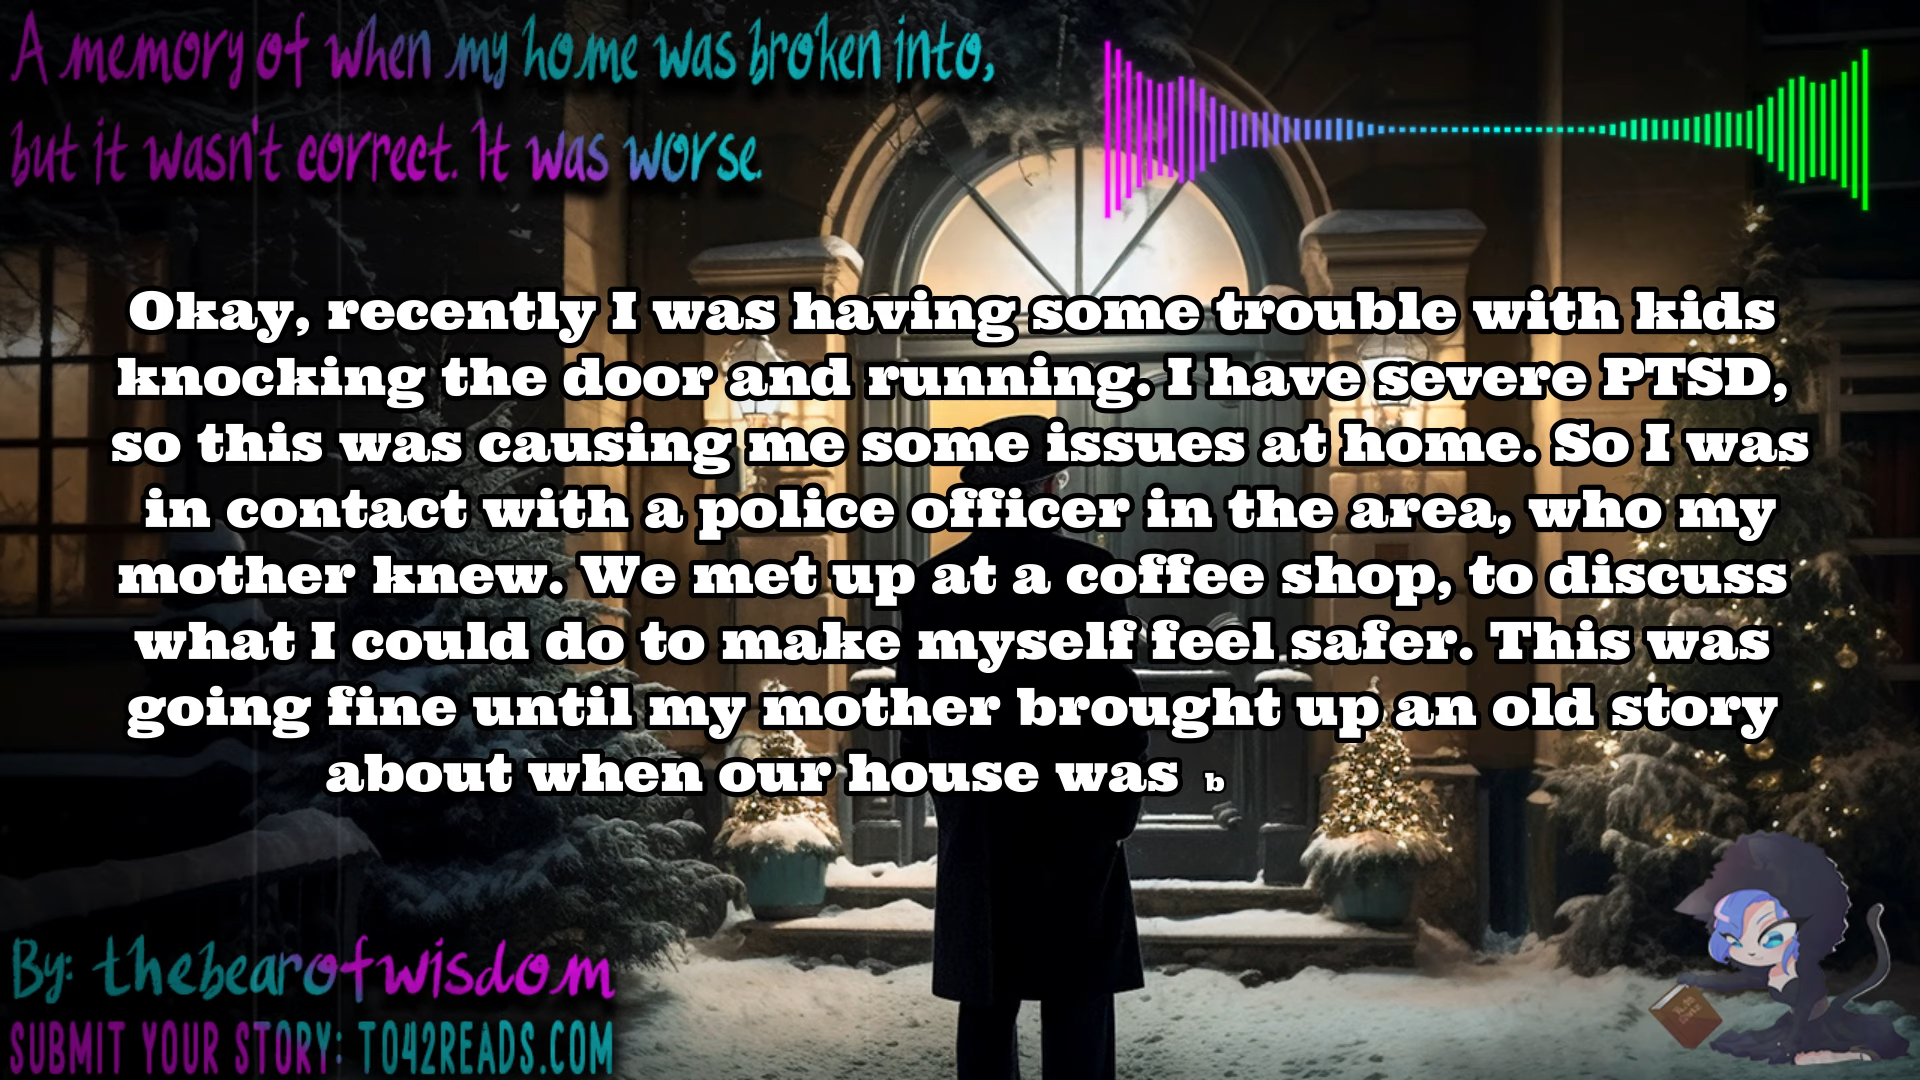 A memory of when my home was broken into,
but it wasn't correct. It was worse.
Okay, recently I was having some trouble with kids
knocking the door and running. I have severe PTSD,
so this was causing me some issues at home. So I was
in contact with a police officer in the area, who my
mother knew. We met up at a coffee shop, to discuss
what I could do to make myself feel safer. This was
going fine until my mother brought up an old story
about when our house was b
By: thebearofwisdom
SUBMIT YOUR STORY: TO42READS.COM